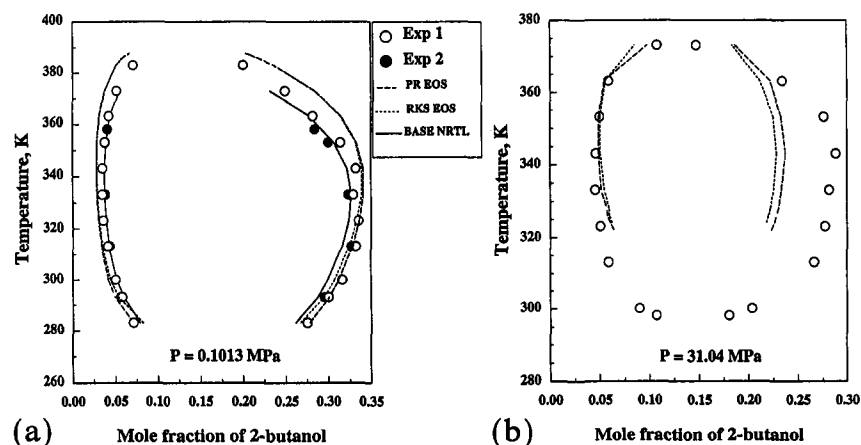 (a)
Temperature, K
400
380
360
340
320
300
280
260
P = 0.1013 MPa
0.00 0.05 0.10 0.15 0.20 0.25 0.30 0.35
Mole fraction of 2-butanol
Exp 1
Exp 2
PR EOS
RKS EOS
BASE NRTL
(b)
Temperature, K
380
360
340
320
300
280
P = 31.04 MPa
0.00 0.05 0.10 0.15 0.20 0.25 0.30
Mole fraction of 2-butanol